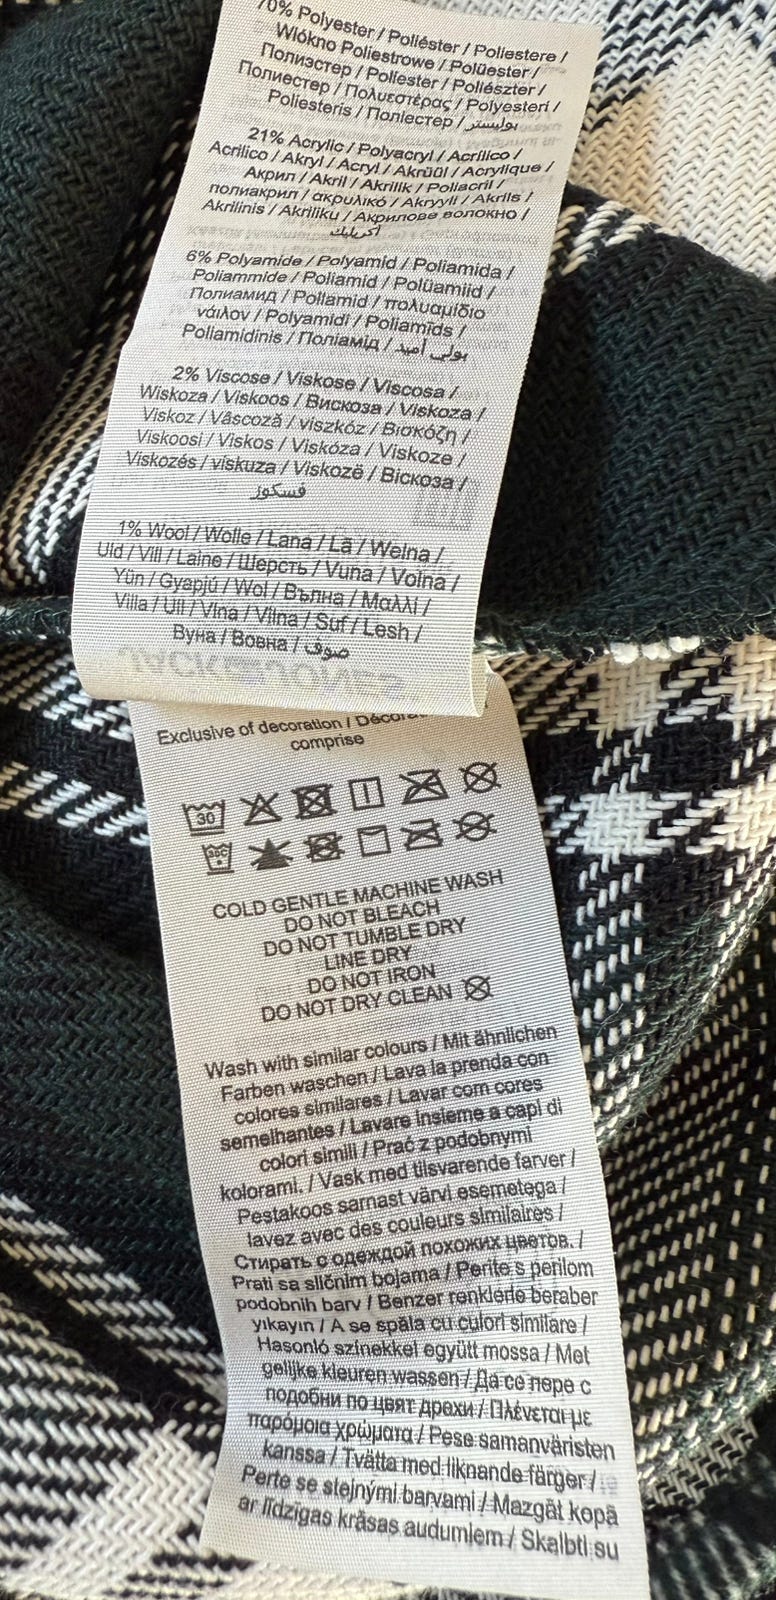 70% Polyester / Poliéster / Poliestere /
Wlókno Poliestrowe / Polüester /
Полиэстер / Poliester / Poliészter /
Полиестер / Πολυεστέρας / Polyesteri /
Poliesteris / Поліестер / بوليستر
21% Acrylic / Polyacryl / Acrílico /
Acrilico / Akryl / Acryl / Akrüül / Acrylique /
Акрил / Akril / Akrilik / Poliacril /
полиакрил / ακρυλικό / Akryyli / Akrils /
Akrilinis / Akriliku / Акрилове волокно /
أكريليك
6% Polyamide / Polyamid / Poliamida /
Poliammide / Poliamid / Polüamiid /
Полиамид / Poliamid / πολυαμίδιο
νάιλον / Polyamidi / Poliamīds /
Poliamidinis / Поліамід / بولي أميد
2% Viscose / Viskose / Viscosa /
Wiskoza / Viskoos / Вискоза / Viskoza /
Viskoz / Vâscoză / viszkóz / Βισκόζη /
Viskoosi / Viskos / Viskóza / Viskoze /
Viskozės / viskuza / Viskozë / Віскоза /
فسكوز
1% Wool / Wolle / Lana / Lã / Wełna /
Uld / Vill / Laine / Шерсть / Vuna / Volna /
Yün / Gyapjú / Wol / Вълна / Μαλλί /
Villa / Ull / Vlna / Vilna / Suf / Lesh /
Вуна / Вовна / صوف
Exclusive of decoration /
comprise
30
30C
COLD GENTLE MACHINE WASH
DO NOT BLEACH
DO NOT TUMBLE DRY
LINE DRY
DO NOT IRON
DO NOT DRY CLEAN
Wash with similar colours / Mit ähnlichen
Farben waschen / Lava la prenda con
colores similares / Lavar com cores
semelhantes / Lavare insieme a capi di
colori simili / Prać z podobnymi
kolorami. / Vask med tilsvarende farver /
Pestakoos sarnast värvi esemetega /
lavez avec des couleurs similaires /
Стирать с одеждой похожих цветов. /
Prati sa sličnim bojama / Perite s perilom
podobnih barv / Benzer renklerle beraber
yıkayın / A se spăla cu culori similare /
Hasonló színekkel együtt mossa / Met
gelijke kleuren wassen / Да се пере с
подобни по цвят дрехи / Πλένεται με
παρόμοια χρώματα / Pese samanväristen
kanssa / Tvätta med liknande färger /
Perte se stejnými barvami / Mazgāt kopā
ar līdzīgas krāsas audumiem / Skalbti su